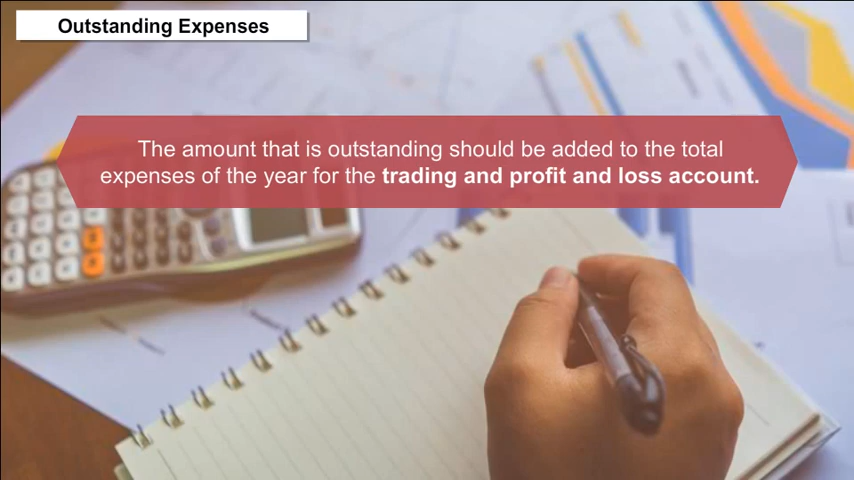 Outstanding Expenses
The amount that is outstanding should be added to the total
expenses of the year for the trading and profit and loss account.